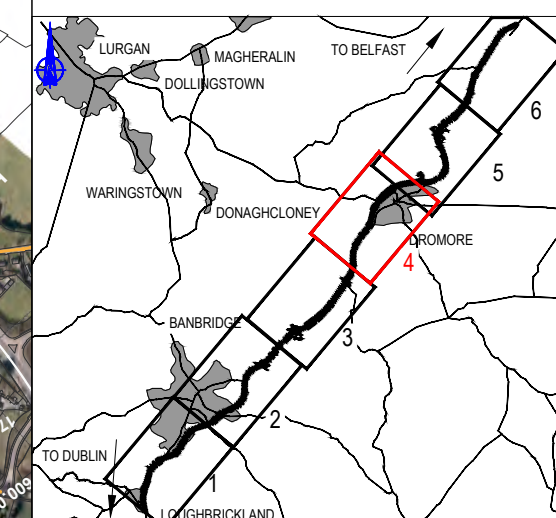 LURGAN
MAGHERALIN
TO BELFAST
DOLLINGSTOWN
6
5
WARINGSTOWN
DONAGHCLONEY
DROMORE
4
BANBRIDGE
3
2
TO DUBLIN
1
LOUGHBRICKLAND